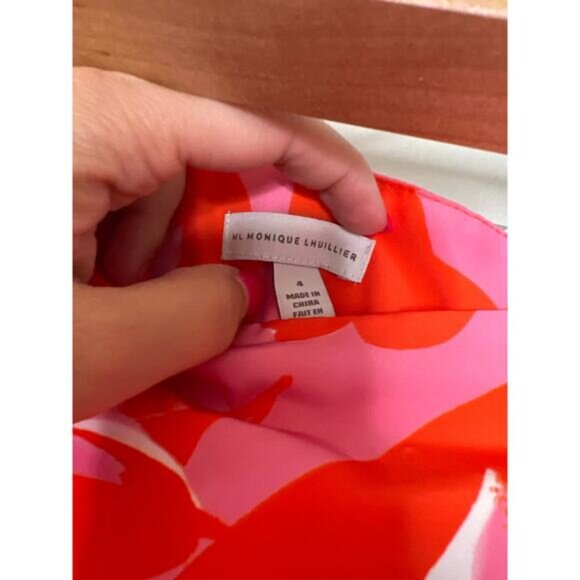 ML MONIQUE LHUILLIER
4
MADE IN
CHINA
FAIT EN